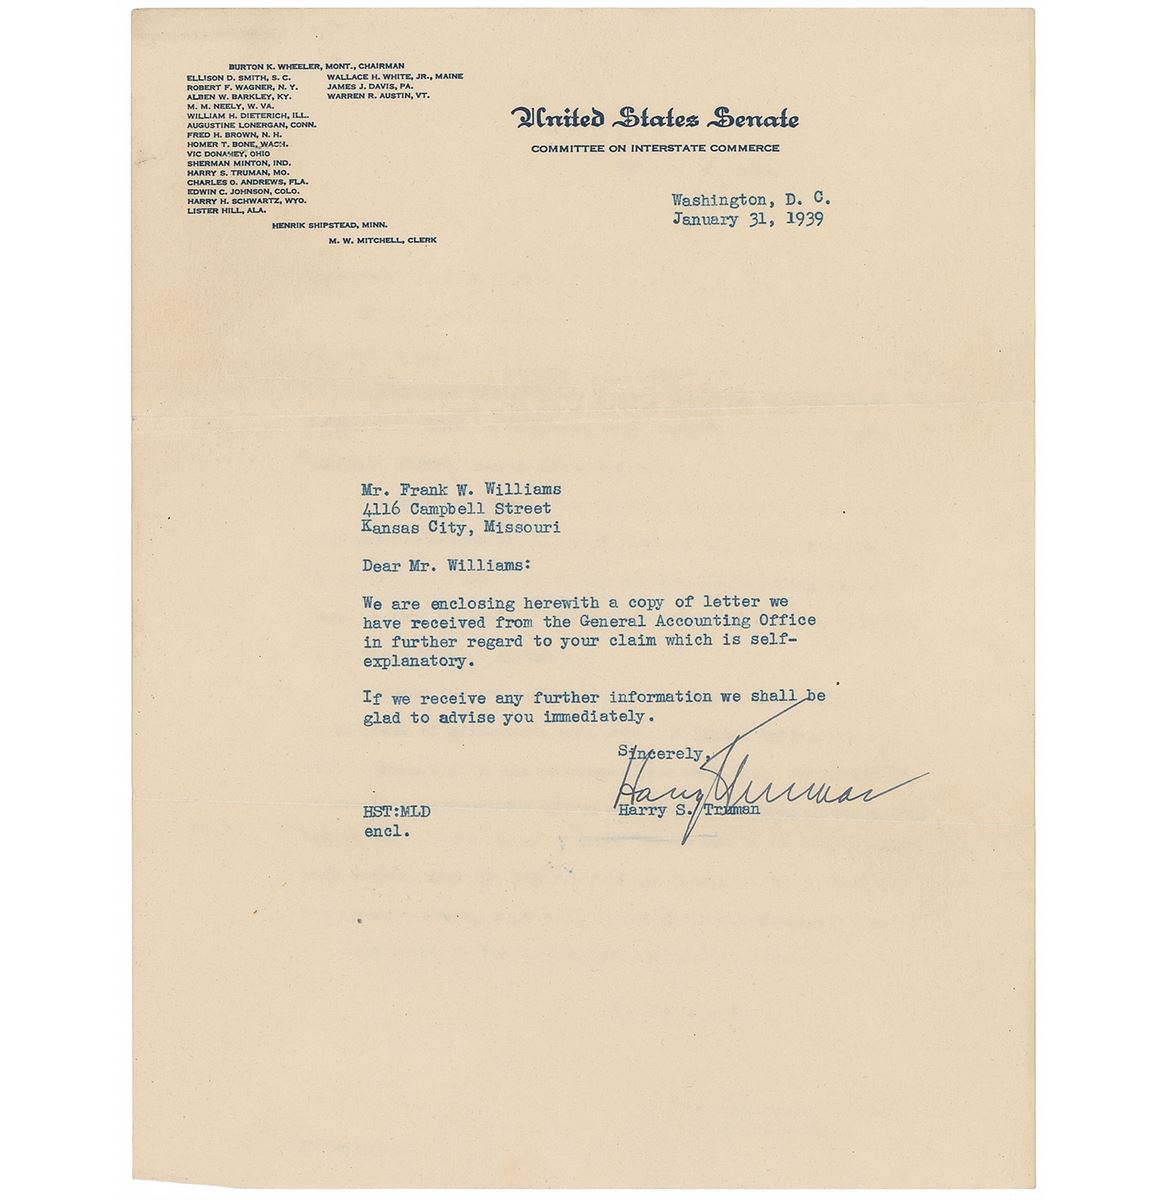 BURTON K. WHEELER, MONT., CHAIRMAN
ELLISON D. SMITH, S. C.
ROBERT F. WAGNER, N. Y.
ALBEN W. BARKLEY, KY.
M. M. NEELY, W. VA.
WILLIAM H. DIETERICH, ILL.
AUGUSTINE LONERGAN, CONN.
FRED H. BROWN, N. H.
HOMER T. BONE, WASH.
VIC DONAHEY, OHIO
SHERMAN MINTON, IND.
HARRY S. TRUMAN, MO.
CHARLES O. ANDREWS, FLA.
EDWIN C. JOHNSON, COLO.
HARRY H. SCHWARTZ, WYO.
LISTER HILL, ALA.
WALLACE H. WHITE, JR., MAINE
JAMES J. DAVIS, PA.
WARREN R. AUSTIN, VT.
HENRIK SHIPSTEAD, MINN.
M. W. MITCHELL, CLERK
United States Senate
COMMITTEE ON INTERSTATE COMMERCE
Washington, D. C.
January 31, 1939
Mr. Frank W. Williams
4116 Campbell Street
Kansas City, Missouri
Dear Mr. Williams:
We are enclosing herewith a copy of letter we
have received from the General Accounting Office
in further regard to your claim which is self-
explanatory.
If we receive any further information we shall be
glad to advise you immediately.
Sincerely,
Harry S Truman
Harry S. Truman
HST:MLD
encl.